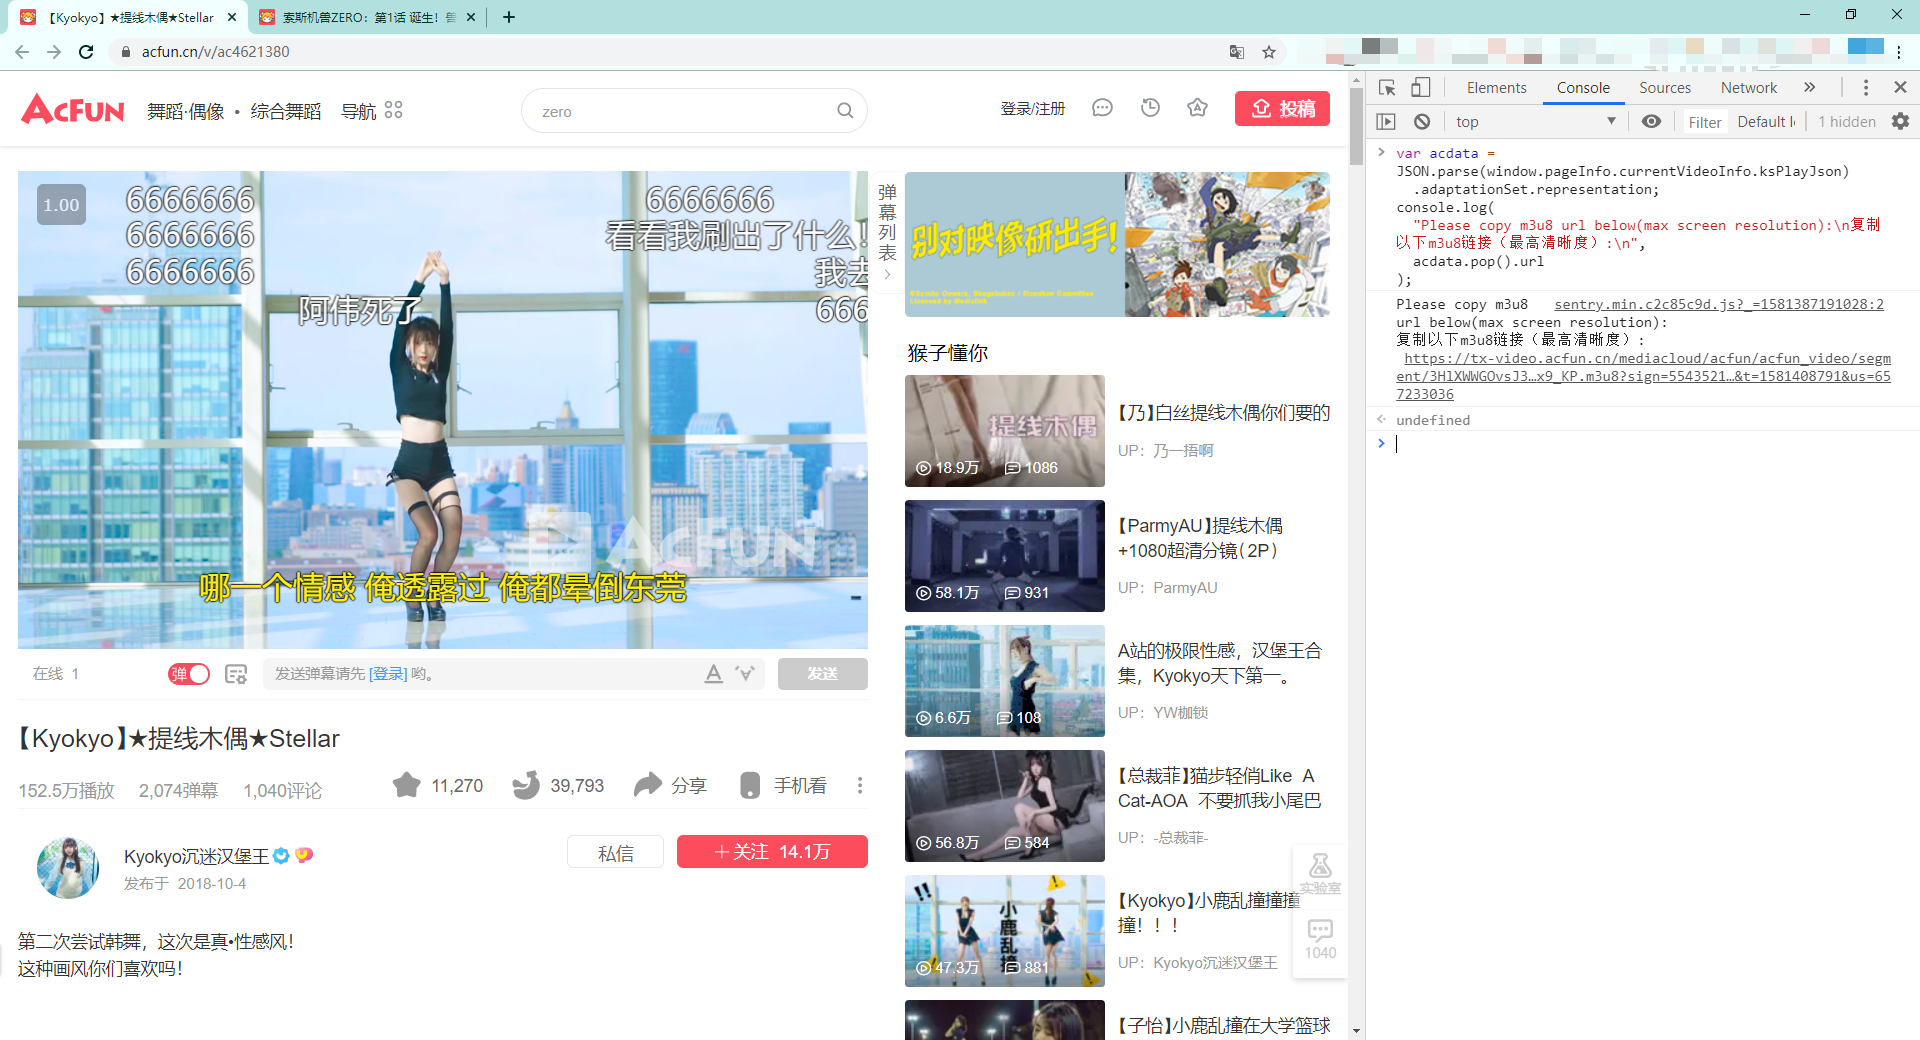 【Kyokyo】★提线木偶★Stellar
索斯机兽ZERO：第1话 诞生！兽
acfun.cn/v/ac4621380
AcFun
舞蹈·偶像 • 综合舞蹈 导航
zero
登录/注册
投稿
1.00
6666666
6666666
6666666
6666666
看看我刷出了什么！
我去
666
阿伟死了
AcFun
哪一个情感 俺透露过 俺都晕倒东莞
弹幕列表
在线 1
弹
发送弹幕请先 [登录] 哟。
发送
【Kyokyo】★提线木偶★Stellar
152.5万播放 2,074弹幕 1,040评论
11,270 39,793 分享 手机看
Kyokyo沉迷汉堡王
发布于 2018-10-4
私信
＋关注 14.1万
第二次尝试韩舞，这次是真•性感风！
这种画风你们喜欢吗！
别对映像研出手！
猴子懂你
提线木偶
18.9万 1086
【乃】白丝提线木偶你们要的
UP： 乃一捂啊
58.1万 931
【ParmyAU】提线木偶
+1080超清分镜（2P）
UP： ParmyAU
6.6万 108
A站的极限性感，汉堡王合
集，Kyokyo天下第一。
UP： YW枷锁
56.8万 584
【总裁菲】猫步轻俏Like A
Cat-AOA 不要抓我小尾巴
UP： -总裁菲-
!!
小鹿乱撞
47.3万 881
【Kyokyo】小鹿乱撞撞撞
撞！！！
UP： Kyokyo沉迷汉堡王
【子怡】小鹿乱撞在大学篮球
实验室
1040
Elements Console Sources Network
top
Filter
Default l
1 hidden
var acdata =
JSON.parse(window.pageInfo.currentVideoInfo.ksPlayJson)
.adaptationSet.representation;
console.log(
"Please copy m3u8 url below(max screen resolution):\n复制
以下m3u8链接（最高清晰度）:\n",
acdata.pop().url
);
Please copy m3u8 sentry.min.c2c85c9d.js?_=1581387191028:2
url below(max screen resolution):
复制以下m3u8链接（最高清晰度）:
https://tx-video.acfun.cn/mediacloud/acfun/acfun_video/segm
ent/3HlXWWGOvsJ3…x9_KP.m3u8?sign=5543521…&t=1581408791&us=65
7233036
undefined